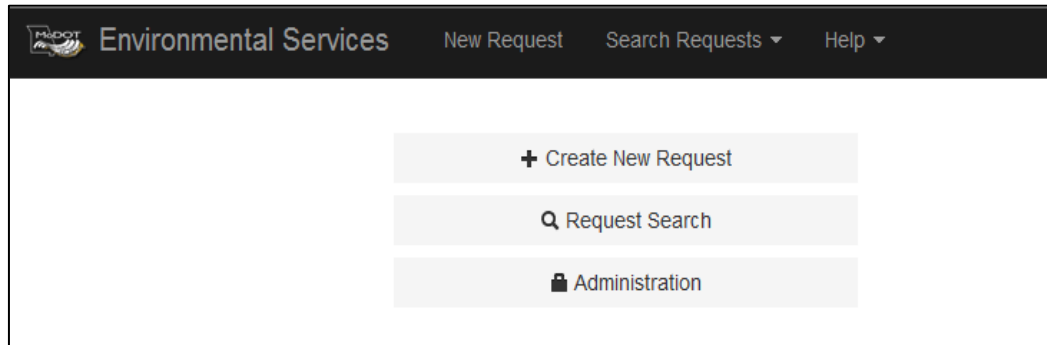 MoDOT Environmental Services New Request Search Requests Help
Create New Request
Request Search
Administration